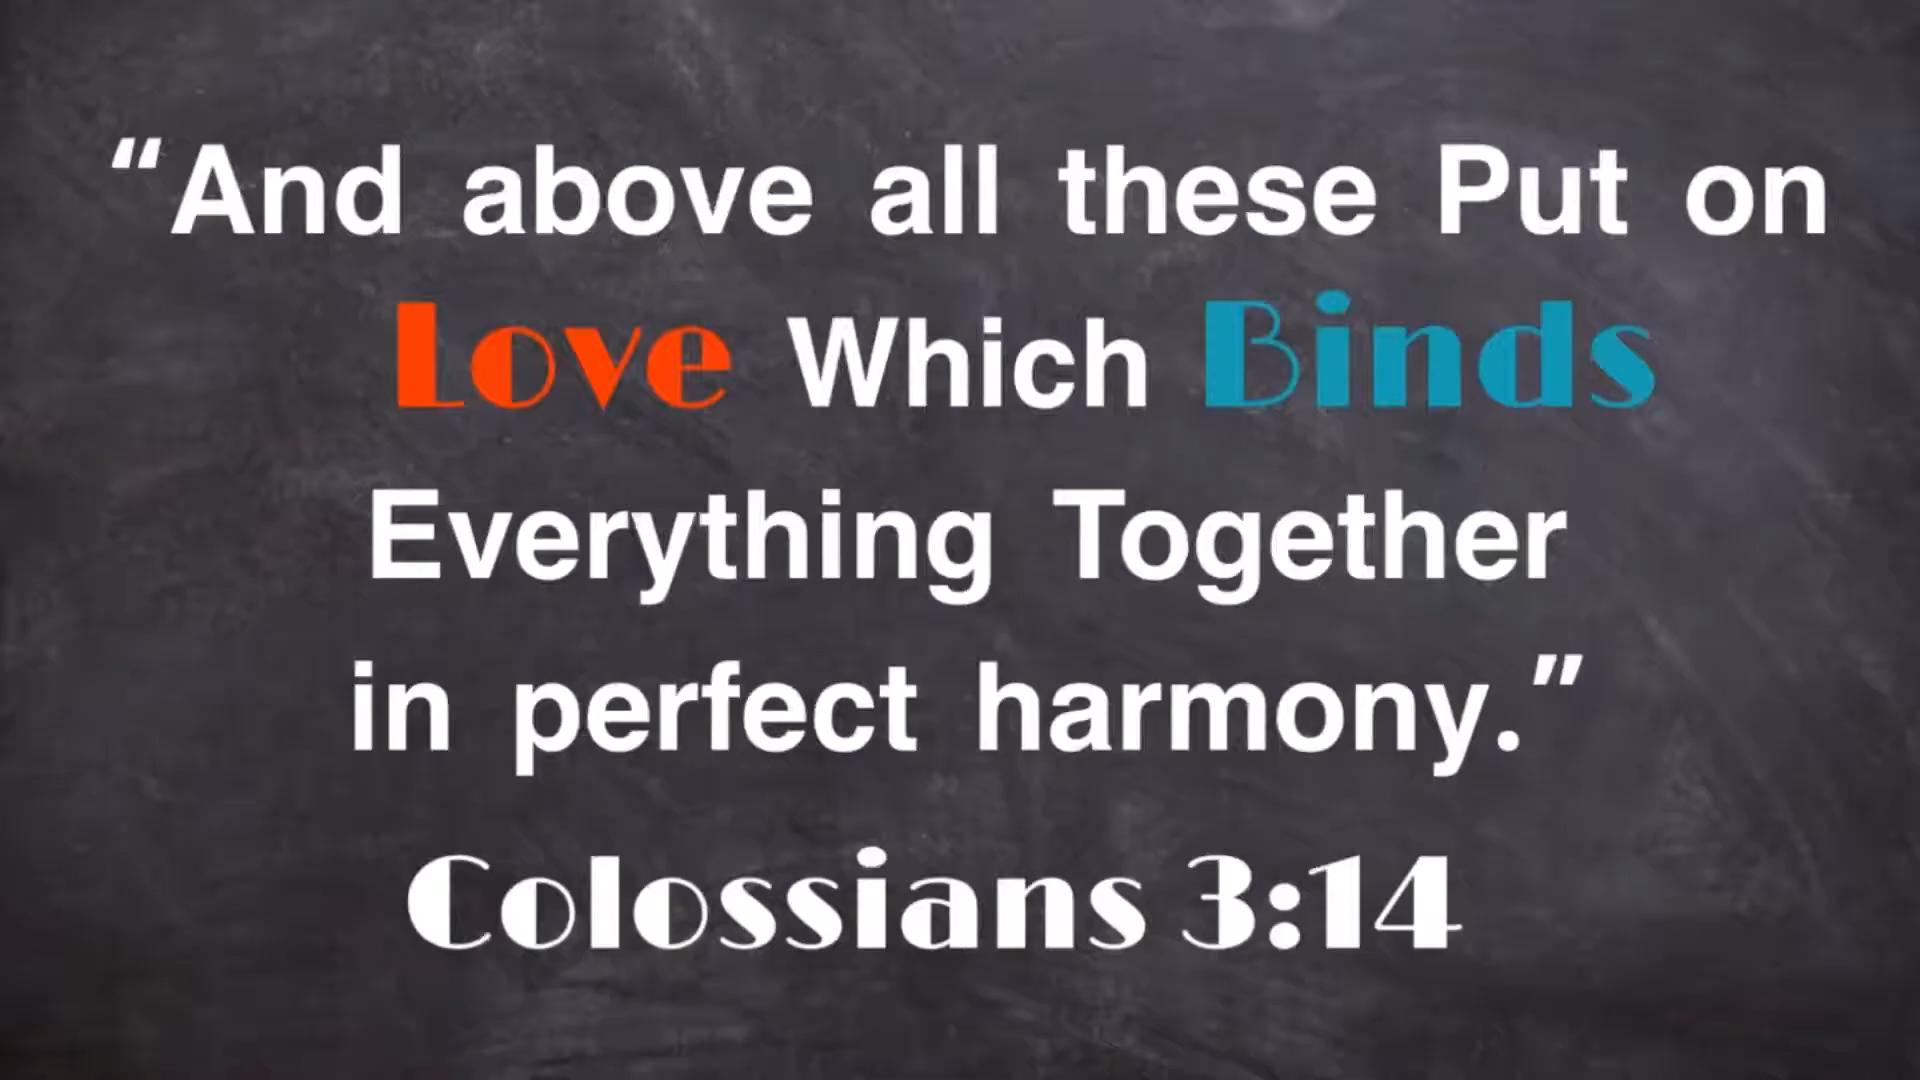 “And above all these Put on
Love Which Binds
Everything Together
in perfect harmony.”
Colossians 3:14